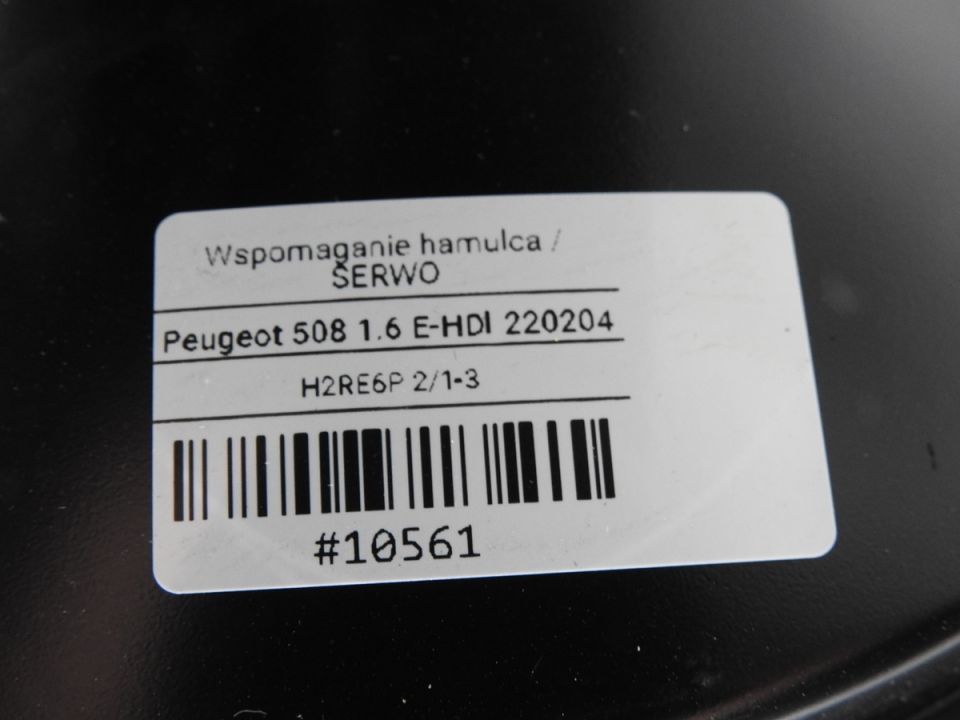 Wspomaganie hamulca /
SERWO
Peugeot 508 1.6 E-HDI 220204
H2RE6P 2/1-3
#10561